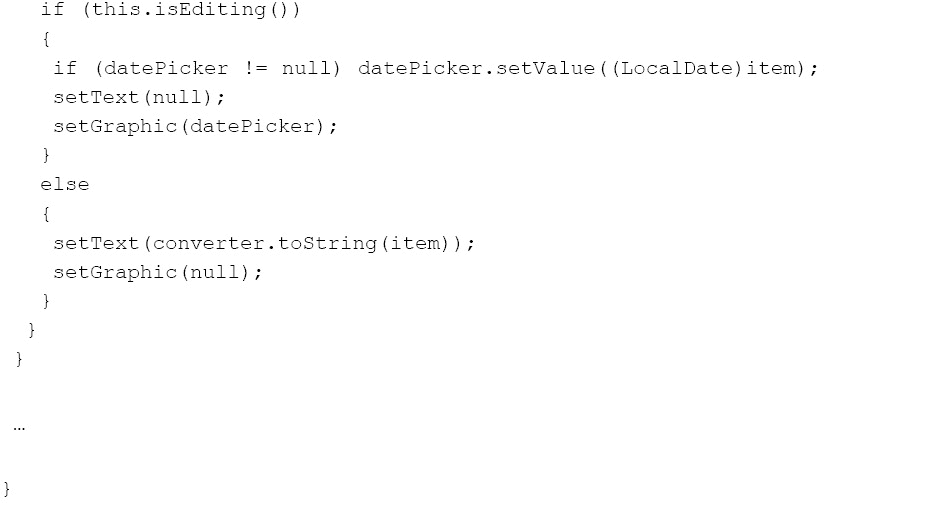 if (this.isEditing())
{
if (datePicker != null) datePicker.setValue((LocalDate)item);
setText(null);
setGraphic(datePicker);
}
else
{
setText(converter.toString(item));
setGraphic(null);
}
}
}
…
}